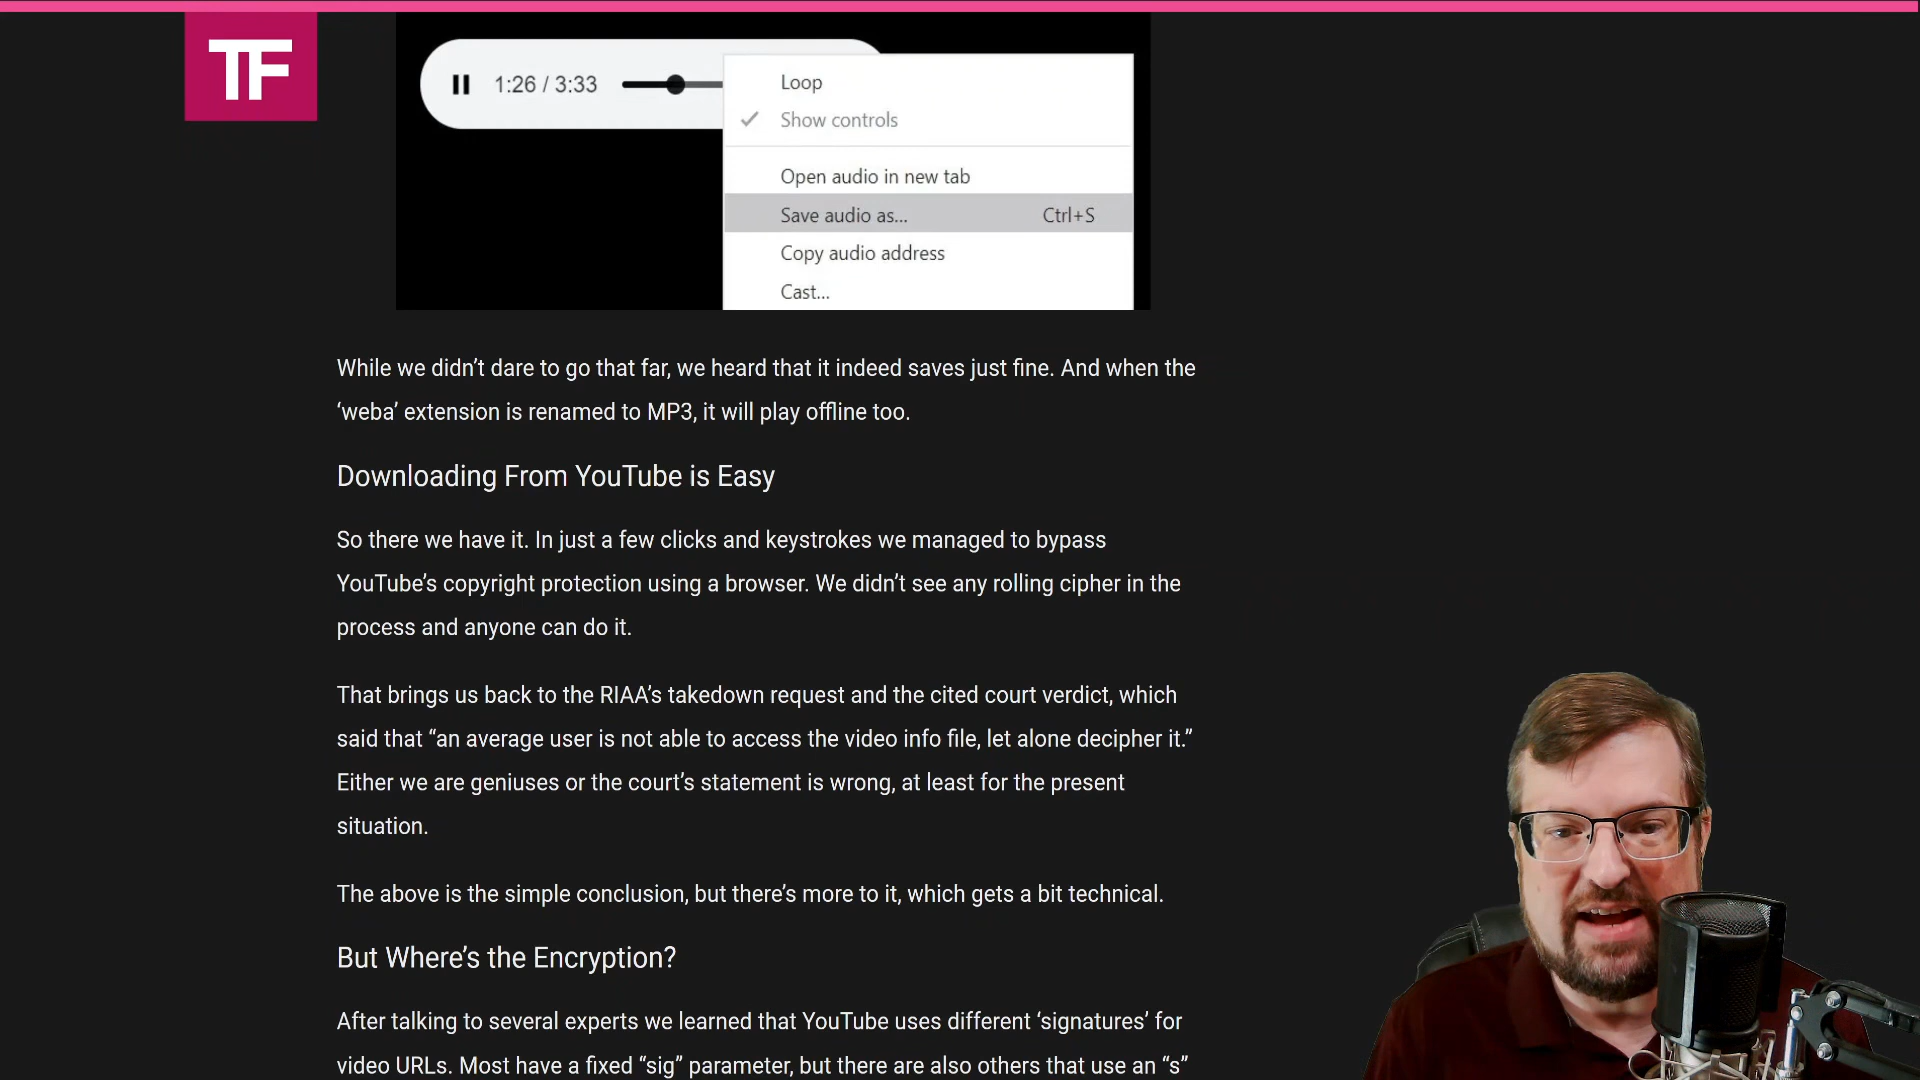 TF
1:26 / 3:33
Loop
Show controls
Open audio in new tab
Save audio as... Ctrl+S
Copy audio address
Cast...
While we didn’t dare to go that far, we heard that it indeed saves just fine. And when the
‘weba’ extension is renamed to MP3, it will play offline too.
Downloading From YouTube is Easy
So there we have it. In just a few clicks and keystrokes we managed to bypass
YouTube’s copyright protection using a browser. We didn’t see any rolling cipher in the
process and anyone can do it.
That brings us back to the RIAA’s takedown request and the cited court verdict, which
said that “an average user is not able to access the video info file, let alone decipher it.”
Either we are geniuses or the court’s statement is wrong, at least for the present
situation.
The above is the simple conclusion, but there’s more to it, which gets a bit technical.
But Where’s the Encryption?
After talking to several experts we learned that YouTube uses different ‘signatures’ for
video URLs. Most have a fixed “sig” parameter, but there are also others that use an “s”